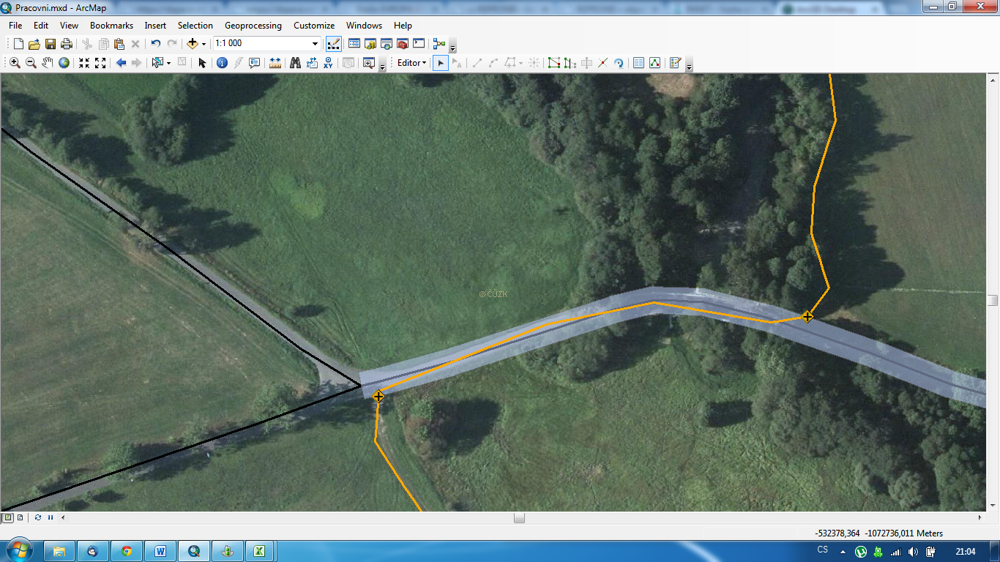 Pracovni.mxd - ArcMap
File Edit View Bookmarks Insert Selection Geoprocessing Customize Windows Help
1:1 000
Editor
© ČÚZK
-532378,364 -1072736,011 Meters
CS 21:04